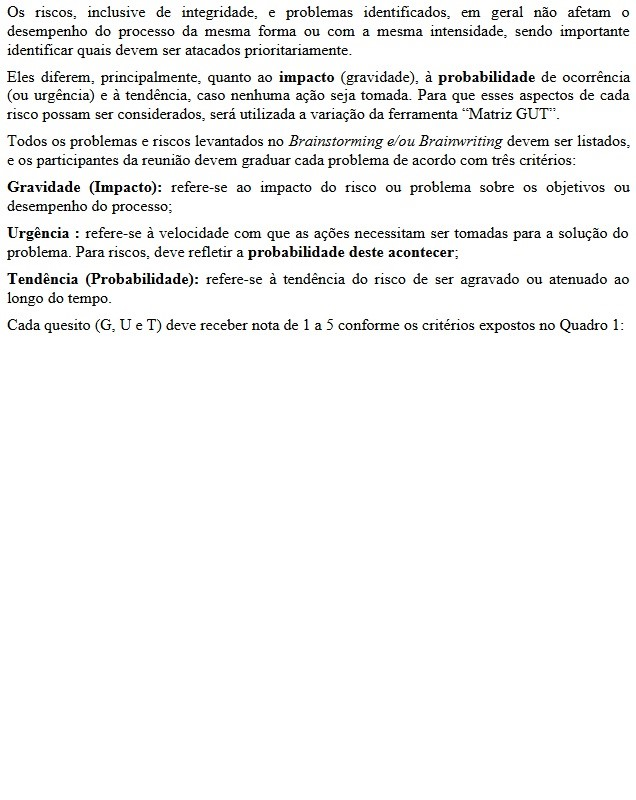 Os riscos, inclusive de integridade, e problemas identificados, em geral não afetam o
desempenho do processo da mesma forma ou com a mesma intensidade, sendo importante
identificar quais devem ser atacados prioritariamente.
Eles diferem, principalmente, quanto ao impacto (gravidade), à probabilidade de ocorrência
(ou urgência) e à tendência, caso nenhuma ação seja tomada. Para que esses aspectos de cada
risco possam ser considerados, será utilizada a variação da ferramenta “Matriz GUT”.
Todos os problemas e riscos levantados no Brainstorming e/ou Brainwriting devem ser listados,
e os participantes da reunião devem graduar cada problema de acordo com três critérios:
Gravidade (Impacto): refere-se ao impacto do risco ou problema sobre os objetivos ou
desempenho do processo;
Urgência : refere-se à velocidade com que as ações necessitam ser tomadas para a solução do
problema. Para riscos, deve refletir a probabilidade deste acontecer;
Tendência (Probabilidade): refere-se à tendência do risco de ser agravado ou atenuado ao
longo do tempo.
Cada quesito (G, U e T) deve receber nota de 1 a 5 conforme os critérios expostos no Quadro 1: